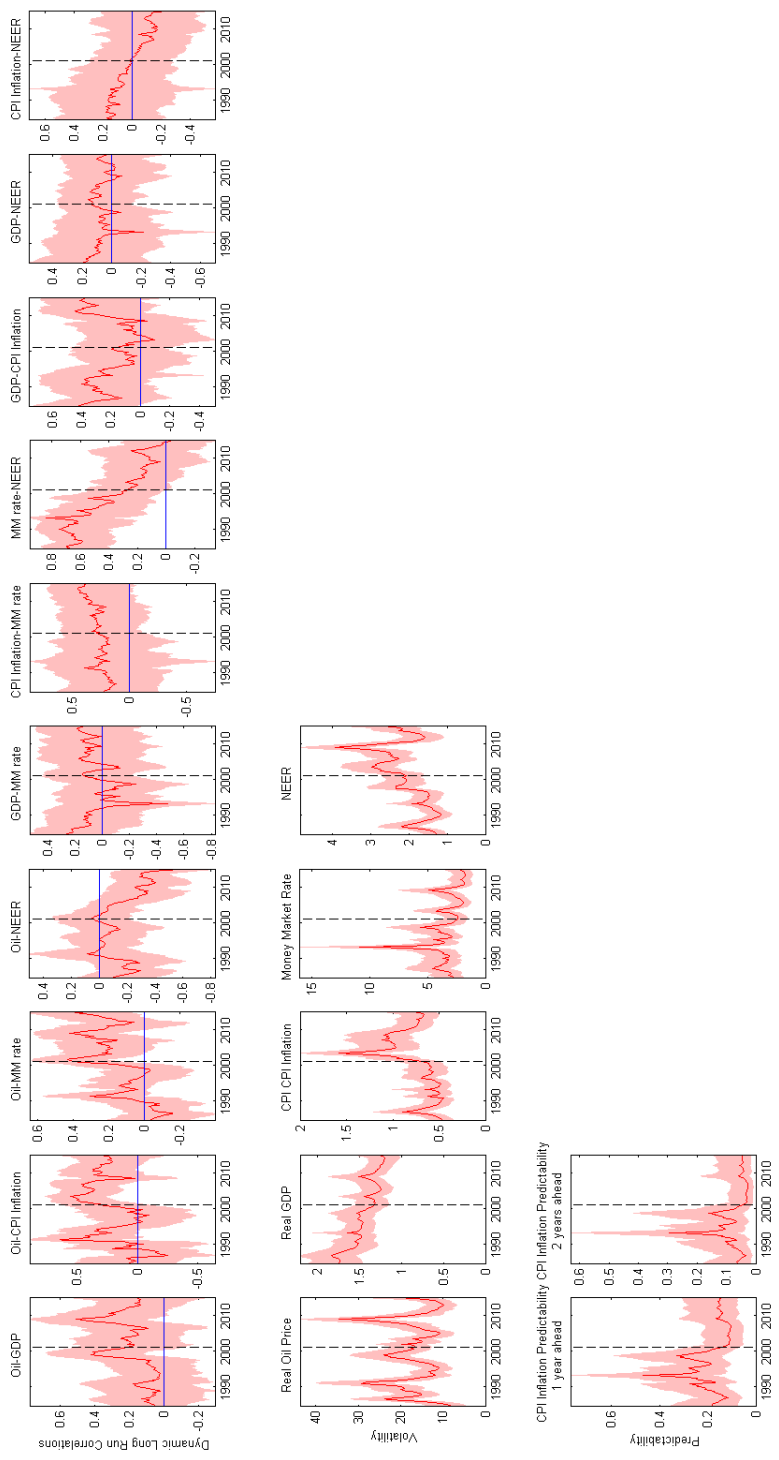 Oil-GDP
Dynamic Long Run Correlations
0.6
0.4
0.2
0
-0.2
1990 2000 2010
Oil-CPI Inflation
0.5
0
-0.5
1990 2000 2010
Oil-MM rate
0.6
0.4
0.2
0
-0.2
1990 2000 2010
Oil-NEER
0.4
0.2
0
-0.2
-0.4
-0.6
-0.8
1990 2000 2010
GDP-MM rate
0.4
0.2
0
-0.2
-0.4
-0.6
-0.8
1990 2000 2010
CPI Inflation-MM rate
0.5
0
-0.5
1990 2000 2010
MM rate-NEER
0.8
0.6
0.4
0.2
0
-0.2
1990 2000 2010
GDP-CPI Inflation
0.6
0.4
0.2
0
-0.2
-0.4
1990 2000 2010
GDP-NEER
0.4
0.2
0
-0.2
-0.4
-0.6
1990 2000 2010
CPI Inflation-NEER
0.6
0.4
0.2
0
-0.2
-0.4
1990 2000 2010
Real Oil Price
Volatility
40
30
20
10
0
1990 2000 2010
Real GDP
2
1.5
1
0.5
0
1990 2000 2010
CPI CPI Inflation
2
1.5
1
0.5
0
1990 2000 2010
Money Market Rate
15
10
5
0
1990 2000 2010
NEER
4
3
2
1
0
1990 2000 2010
CPI Inflation Predictability
1 year ahead
Predictability
0.6
0.4
0.2
0
1990 2000 2010
CPI Inflation Predictability
2 years ahead
0.6
0.5
0.4
0.3
0.2
0.1
0
1990 2000 2010